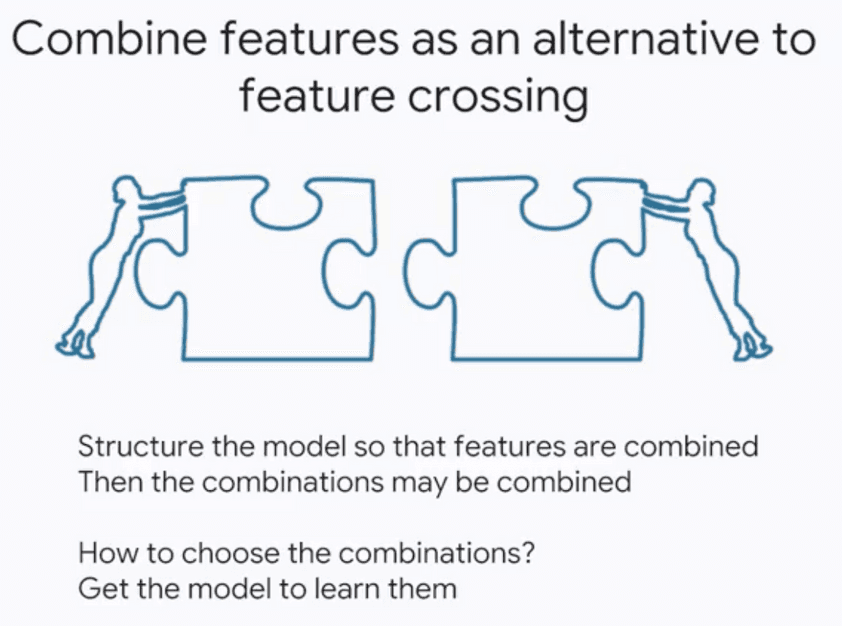 Combine features as an alternative to
feature crossing
Structure the model so that features are combined
Then the combinations may be combined
How to choose the combinations?
Get the model to learn them